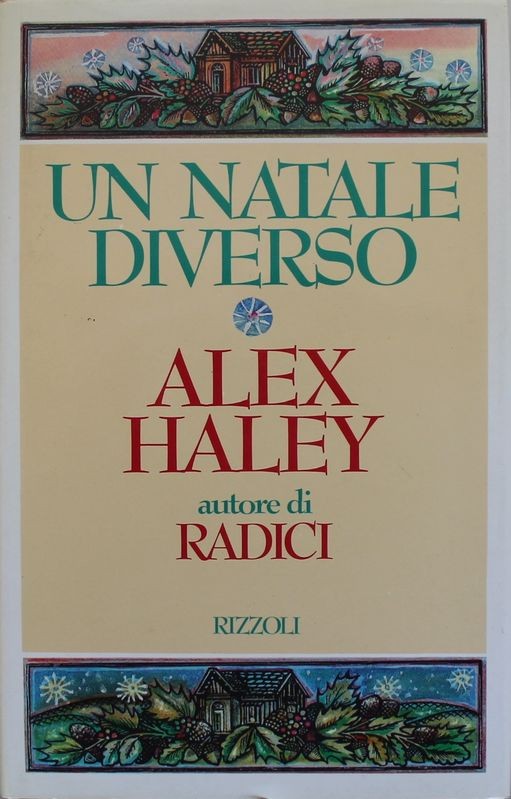 UN NATALE
DIVERSO
ALEX
HALEY
autore di
RADICI
RIZZOLI